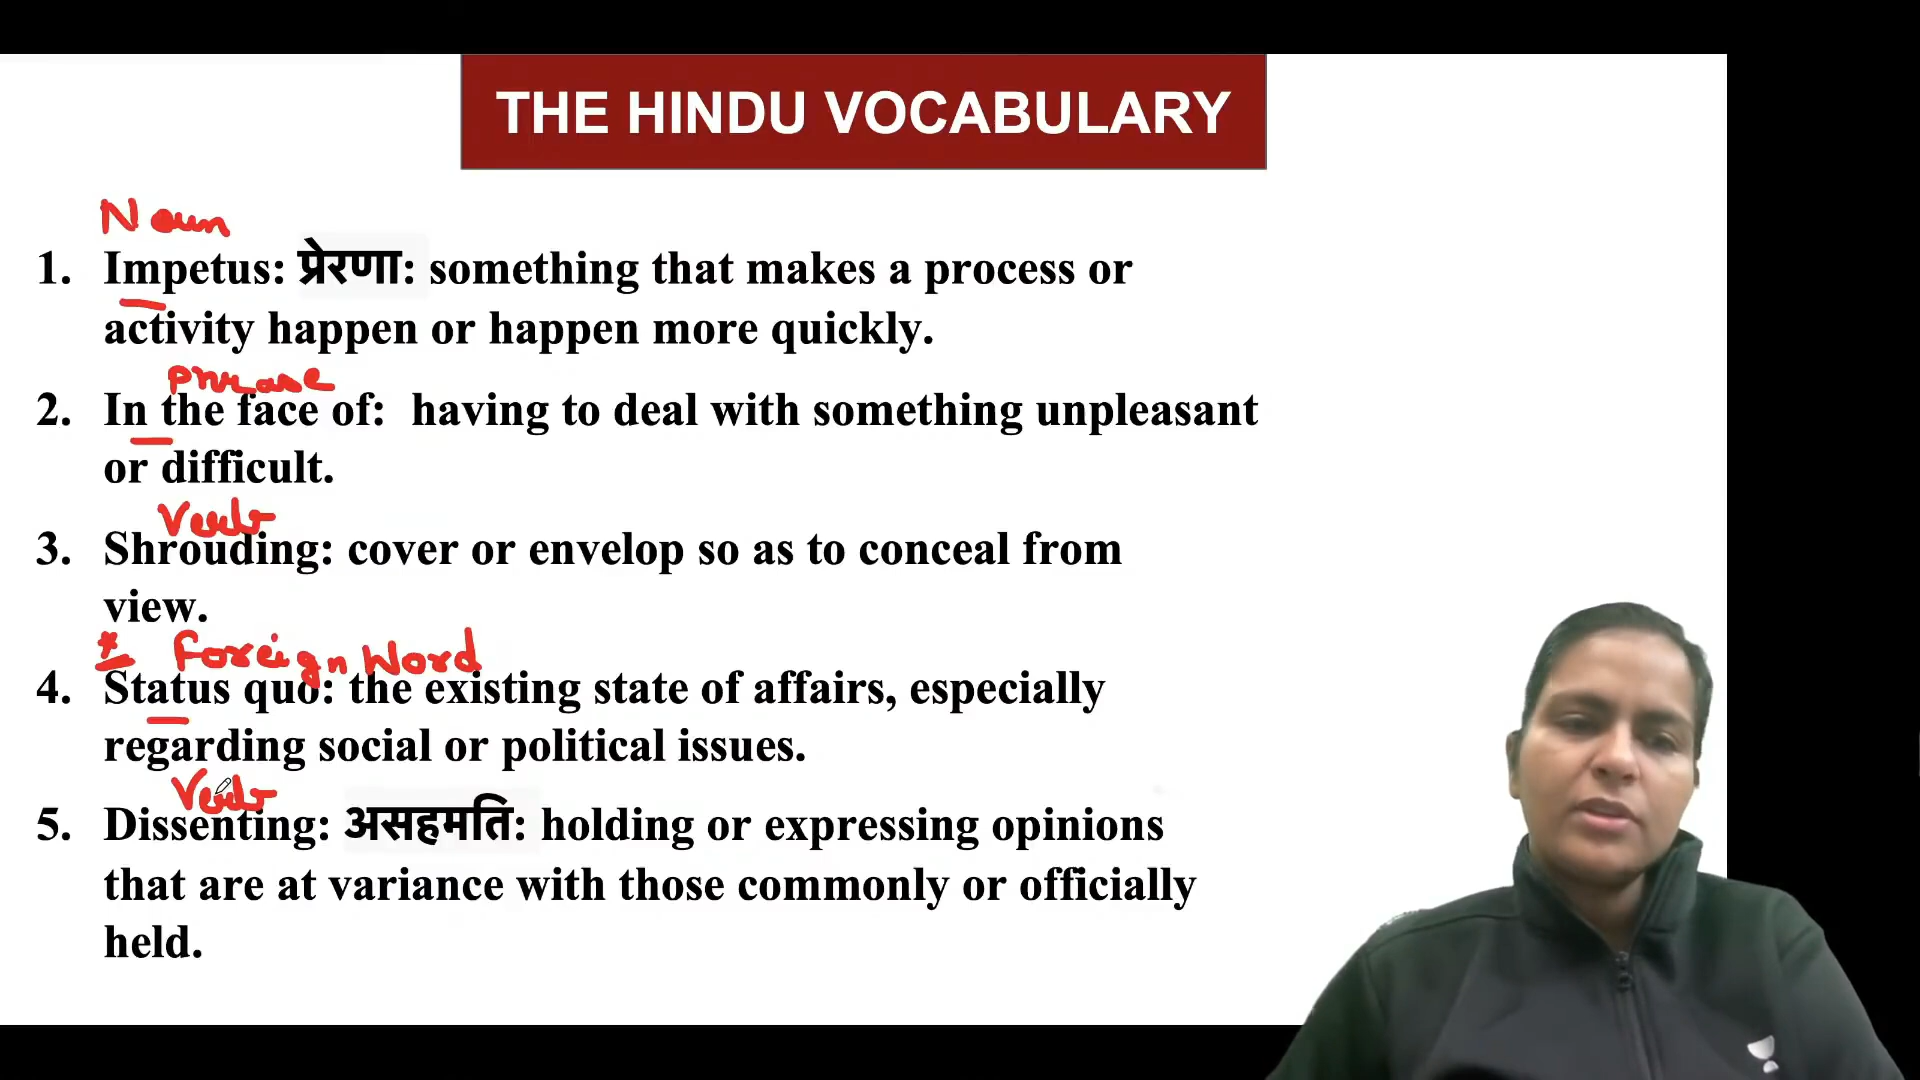 THE HINDU VOCABULARY
Noun
1. Impetus: प्रेरणा: something that makes a process or
activity happen or happen more quickly.
Phrase
2. In the face of: having to deal with something unpleasant
or difficult.
Verb
3. Shrouding: cover or envelop so as to conceal from
view.
* Foreign Word
4. Status quo: the existing state of affairs, especially
regarding social or political issues.
Verb
5. Dissenting: असहमति: holding or expressing opinions
that are at variance with those commonly or officially
held.